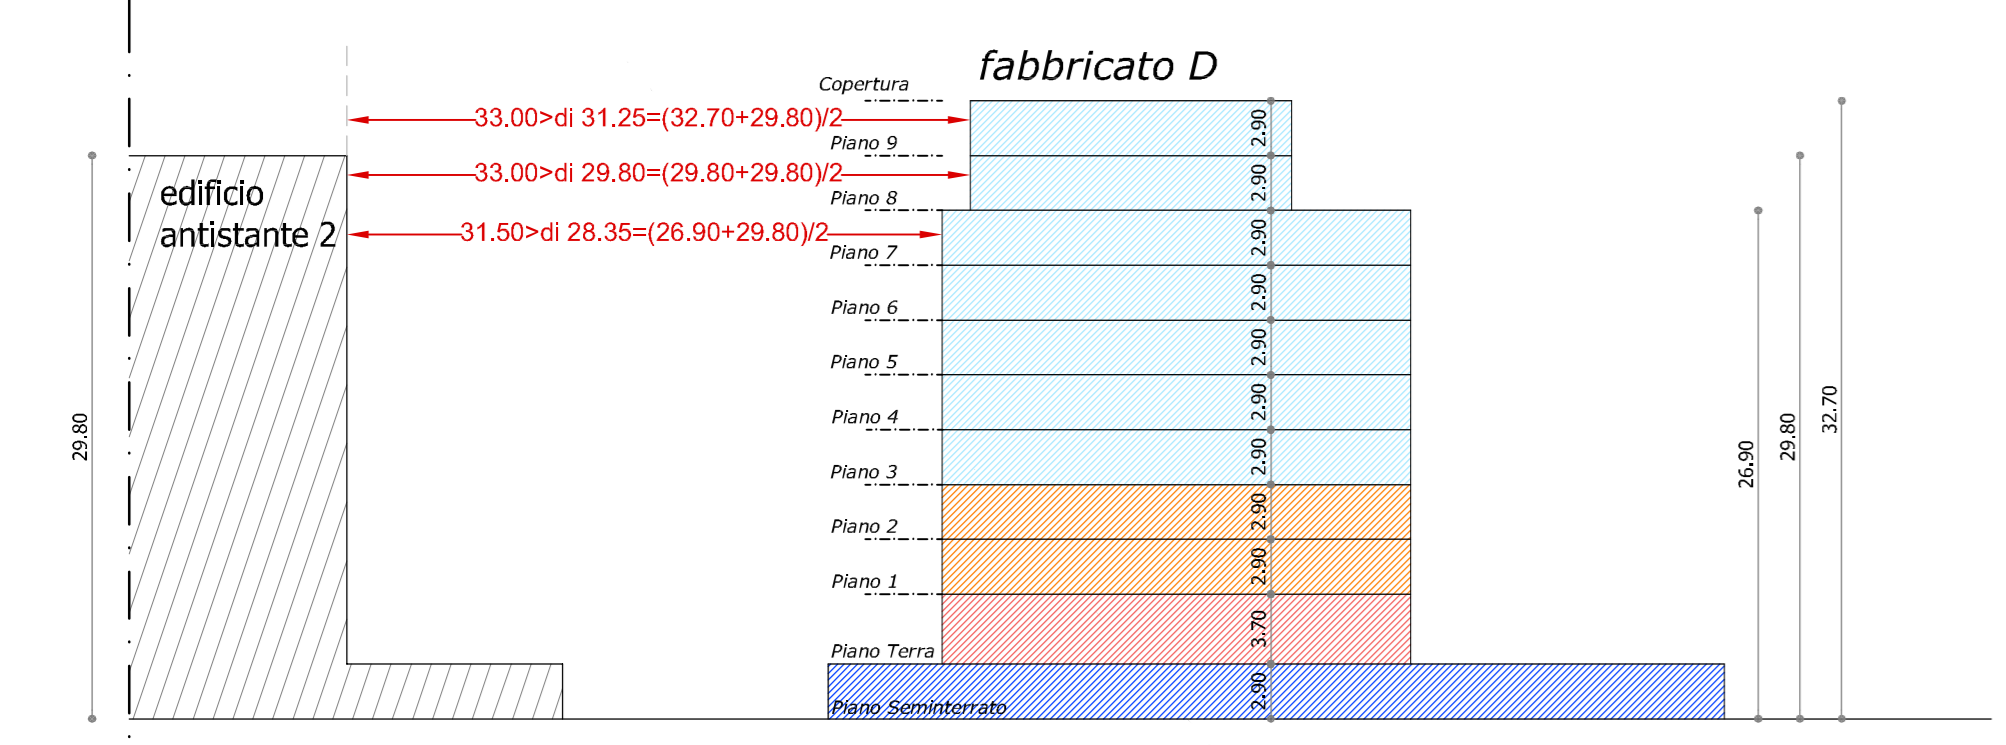 fabbricato D
Copertura
33.00>di 31.25=(32.70+29.80)/2
2.90
Piano 9
33.00>di 29.80=(29.80+29.80)/2
2.90
edificio
antistante 2
Piano 8
31.50>di 28.35=(26.90+29.80)/2
2.90
Piano 7
2.90
Piano 6
2.90
Piano 5
2.90
Piano 4
2.90
Piano 3
2.90
Piano 2
2.90
Piano 1
3.70
Piano Terra
2.90
Piano Seminterrato
29.80
26.90
29.80
32.70